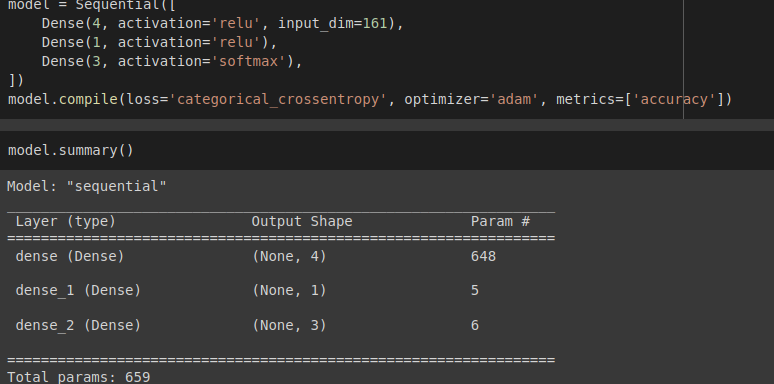 model = Sequential([
    Dense(4, activation='relu', input_dim=161),
    Dense(1, activation='relu'),
    Dense(3, activation='softmax'),
])
model.compile(loss='categorical_crossentropy', optimizer='adam', metrics=['accuracy'])
model.summary()
Model: "sequential"
_________________________________________________________________
 Layer (type)                Output Shape              Param #
=================================================================
 dense (Dense)               (None, 4)                 648
 dense_1 (Dense)             (None, 1)                 5
 dense_2 (Dense)             (None, 3)                 6
=================================================================
Total params: 659